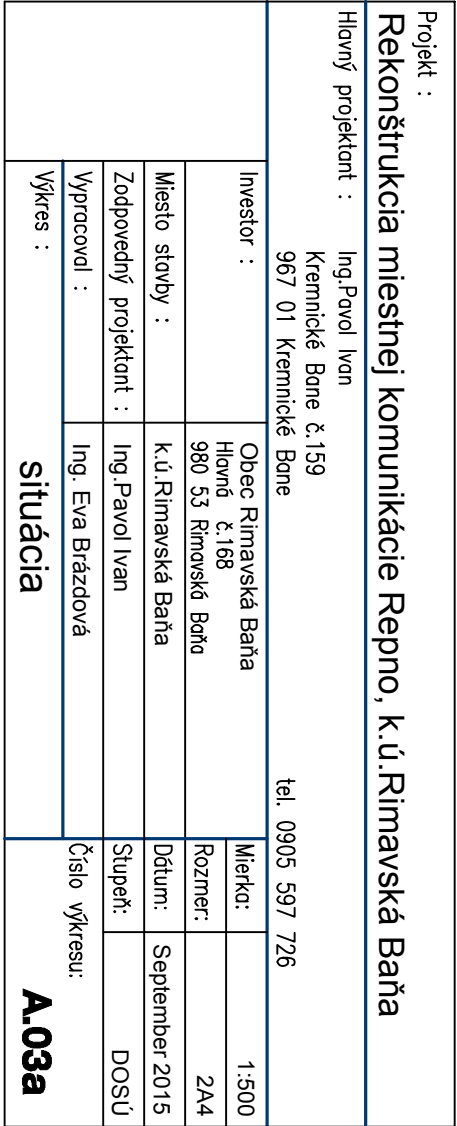 Projekt :
Rekonštrukcia miestnej komunikácie Repno, k.ú.Rimavská Baňa
Hlavný projektant : Ing.Pavol Ivan
Kremnické Bane č.159
967 01 Kremnické Bane tel. 0905 597 726
Investor : Obec Rimavská Baňa
Hlavná č.168
980 53 Rimavská Baňa
Mierka: 1:500
Rozmer: 2A4
Miesto stavby : k.ú.Rimavská Baňa Dátum: September 2015
Zodpovedný projektant : Ing.Pavol Ivan Stupeň: DOSÚ
Vypracoval : Ing. Eva Brázdová
Číslo výkresu:
Výkres : situácia A.03a